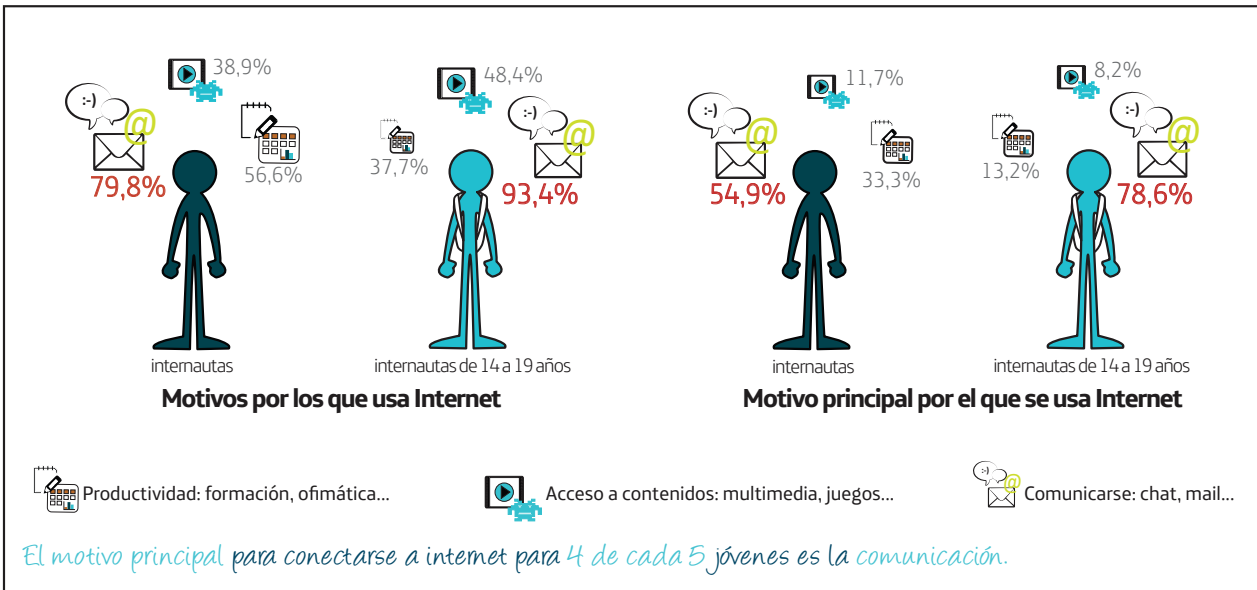 38,9%
:-)
@
79,8%
56,6%
48,4%
:-)
@
37,7%
93,4%
11,7%
:-)
@
54,9%
33,3%
8,2%
:-)
@
13,2%
78,6%
internautas
internautas de 14 a 19 años
Motivos por los que usa Internet
internautas
internautas de 14 a 19 años
Motivo principal por el que se usa Internet
Productividad: formación, ofimática...
Acceso a contenidos: multimedia, juegos...
:-)
@
Comunicarse: chat, mail...
El motivo principal para conectarse a internet para 4 de cada 5 jóvenes es la comunicación.